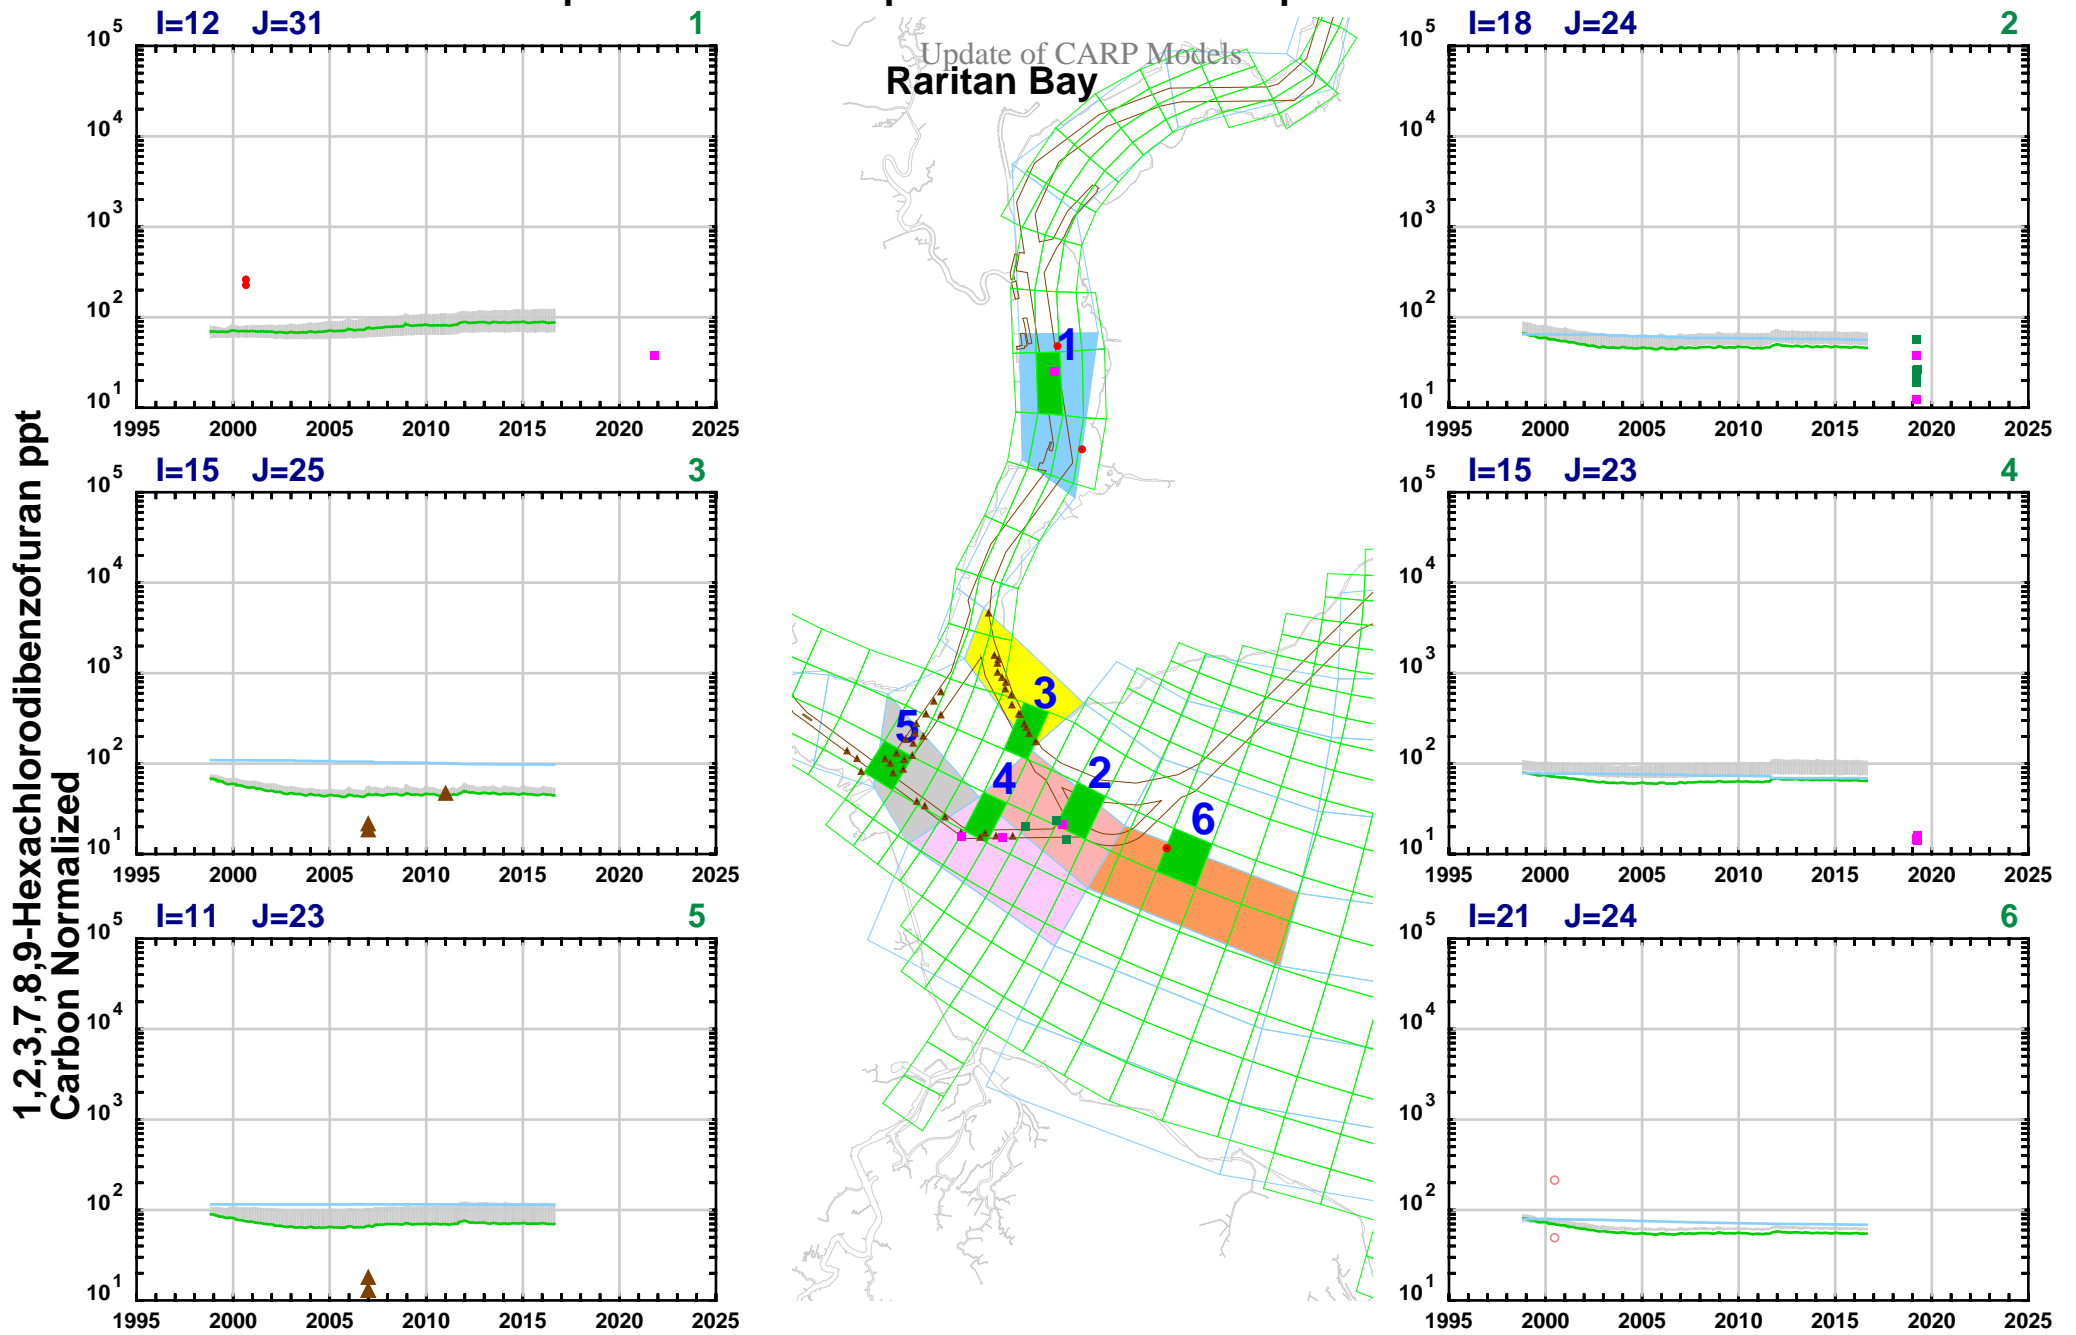 Update of CARP Models
Raritan Bay
1,2,3,7,8,9-Hexachlorodibenzofuran ppt
Carbon Normalized
I=12 J=31 1
10^5
10^4
10^3
10^2
10^1
1995 2000 2005 2010 2015 2020 2025
I=18 J=24 2
10^5
10^4
10^3
10^2
10^1
1995 2000 2005 2010 2015 2020 2025
I=15 J=25 3
10^5
10^4
10^3
10^2
10^1
1995 2000 2005 2010 2015 2020 2025
I=15 J=23 4
10^5
10^4
10^3
10^2
10^1
1995 2000 2005 2010 2015 2020 2025
I=11 J=23 5
10^5
10^4
10^3
10^2
10^1
1995 2000 2005 2010 2015 2020 2025
I=21 J=24 6
10^5
10^4
10^3
10^2
10^1
1995 2000 2005 2010 2015 2020 2025
1
3
5
4
2
6